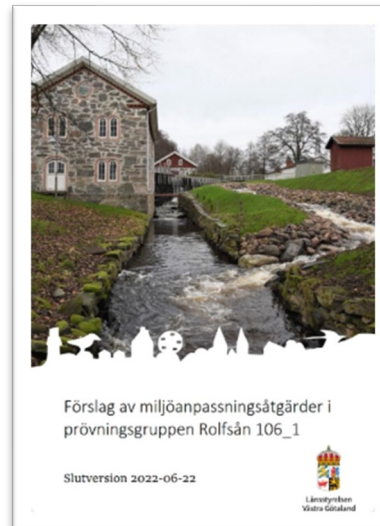 Förslag av miljöanpassningsåtgärder i
prövningsgruppen Rolfsån 106_1
Slutversion 2022-06-22
Länsstyrelsen
Västra Götaland